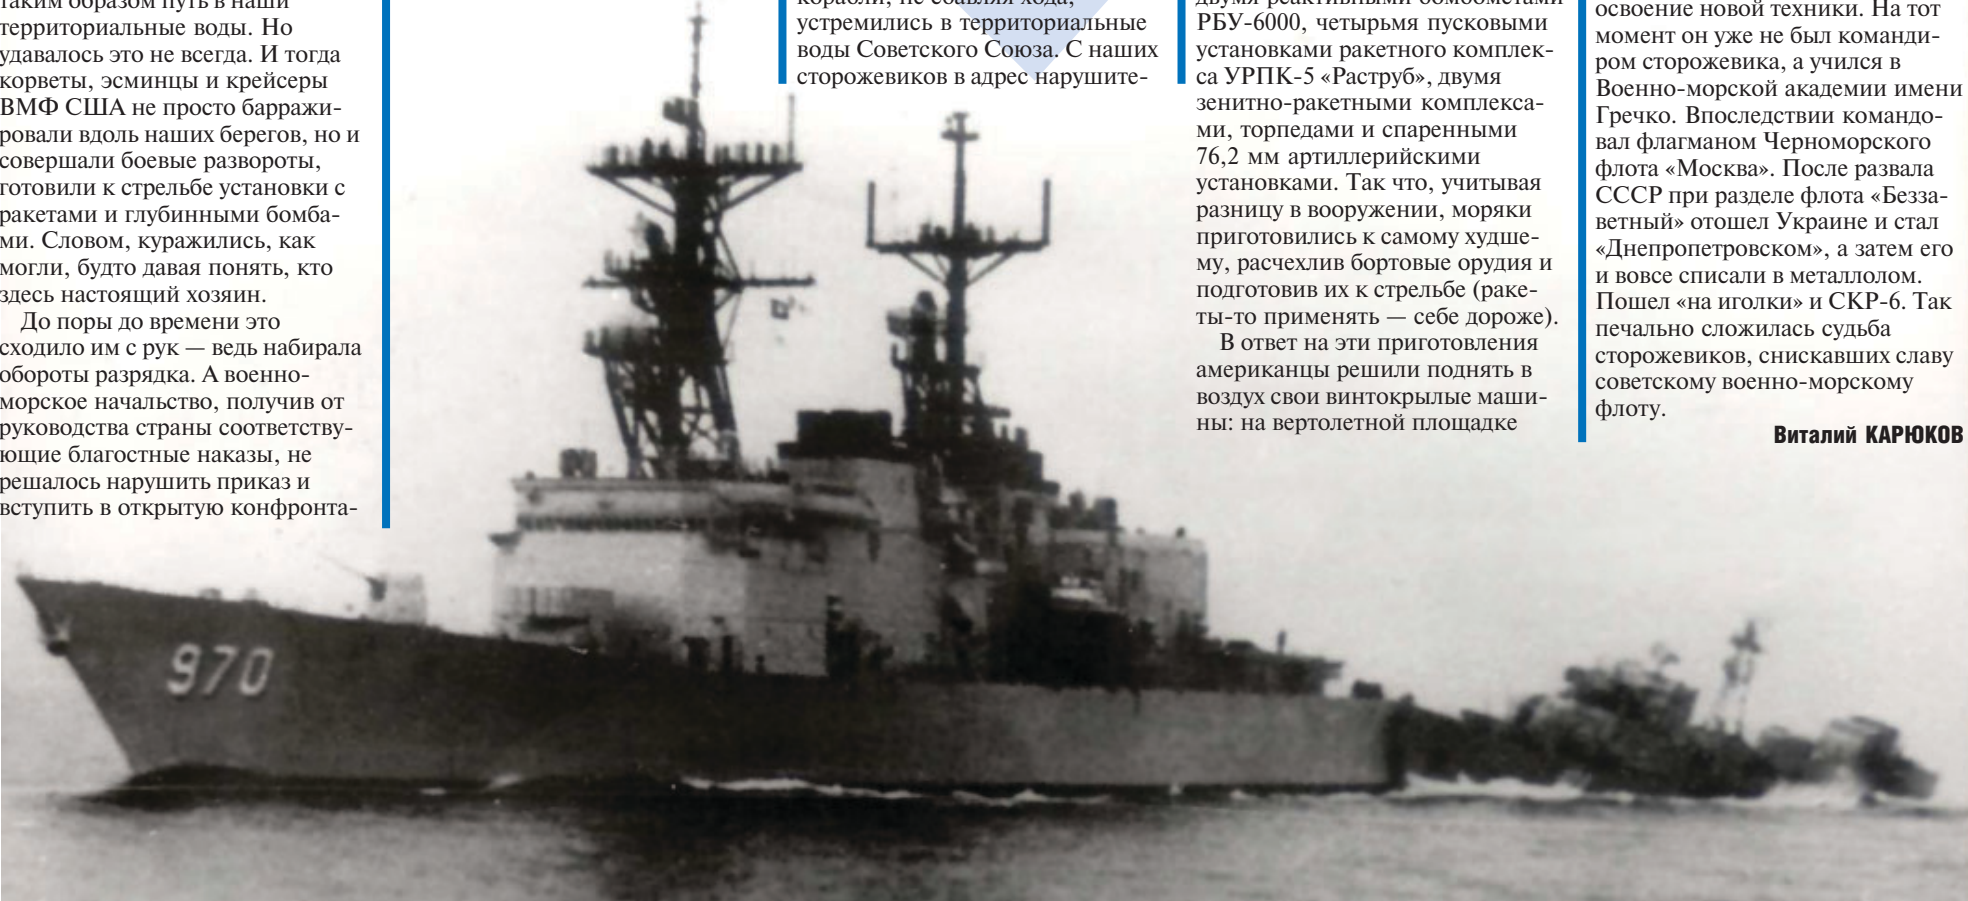 таким образом путь в наши
территориальные воды. Но
удавалось это не всегда. И тогда
корветы, эсминцы и крейсеры
ВМФ США не просто барражи-
ровали вдоль наших берегов, но и
совершали боевые развороты,
готовили к стрельбе установки с
ракетами и глубинными бомба-
ми. Словом, куражились, как
могли, будто давая понять, кто
здесь настоящий хозяин.
До поры до времени это
сходило им с рук — ведь набирала
обороты разрядка. А военно-
морское начальство, получив от
руководства страны соответству-
ющие благостные наказы, не
решалось нарушить приказ и
вступить в открытую конфронта-
корабли, не сбавляя хода,
устремились в территориальные
воды Советского Союза. С наших
сторожевиков в адрес нарушите-
двумя реактивными бомбометами
РБУ-6000, четырьмя пусковыми
установками ракетного комплек-
са УРПК-5 «Раструб», двумя
зенитно-ракетными комплекса-
ми, торпедами и спаренными
76,2 мм артиллерийскими
установками. Так что, учитывая
разницу в вооружении, моряки
приготовились к самому худше-
му, расчехлив бортовые орудия и
подготовив их к стрельбе (раке-
ты-то применять — себе дороже).
В ответ на эти приготовления
американцы решили поднять в
воздух свои винтокрылые маши-
ны: на вертолетной площадке
освоение новой техники. На тот
момент он уже не был команди-
ром сторожевика, а учился в
Военно-морской академии имени
Гречко. Впоследствии командо-
вал флагманом Черноморского
флота «Москва». После развала
СССР при разделе флота «Безза-
ветный» отошел Украине и стал
«Днепропетровском», а затем его
и вовсе списали в металлолом.
Пошел «на иголки» и СКР-6. Так
печально сложилась судьба
сторожевиков, снискавших славу
советскому военно-морскому
флоту.
Виталий КАРЮКОВ
970